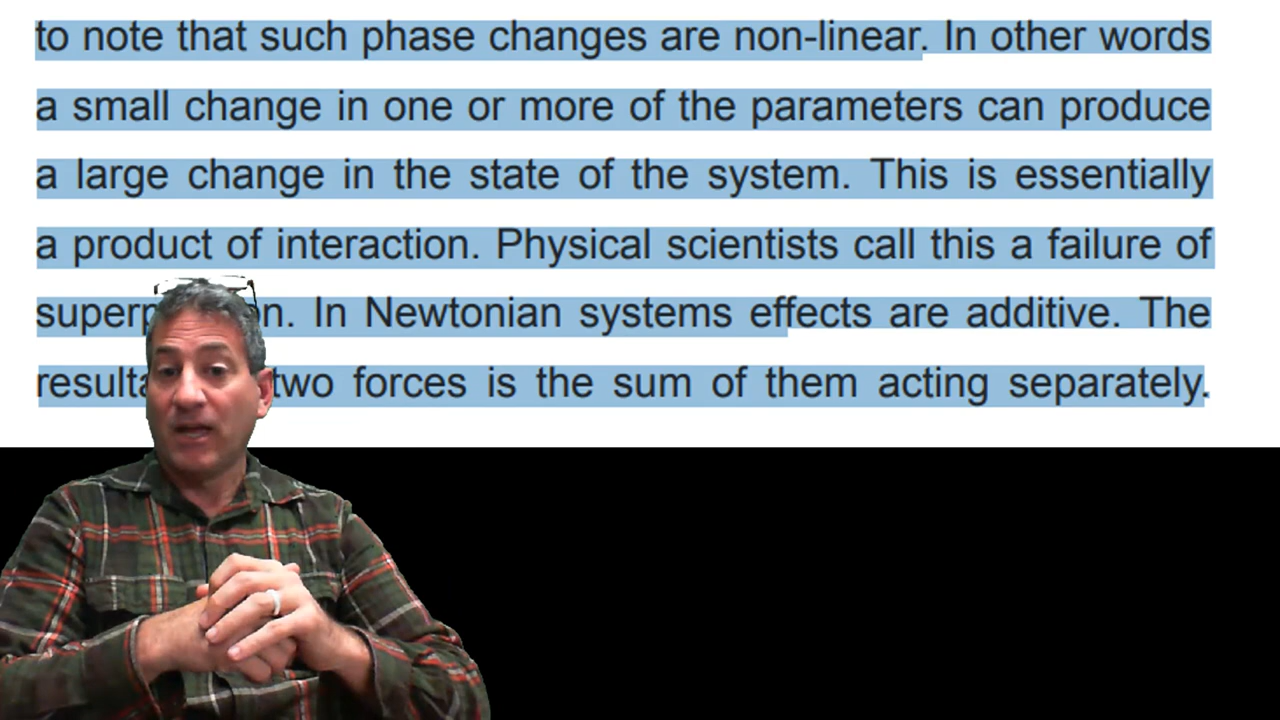 to note that such phase changes are non-linear. In other words
a small change in one or more of the parameters can produce
a large change in the state of the system. This is essentially
a product of interaction. Physical scientists call this a failure of
In Newtonian systems effects are additive. The
two forces is the sum of them acting separately.